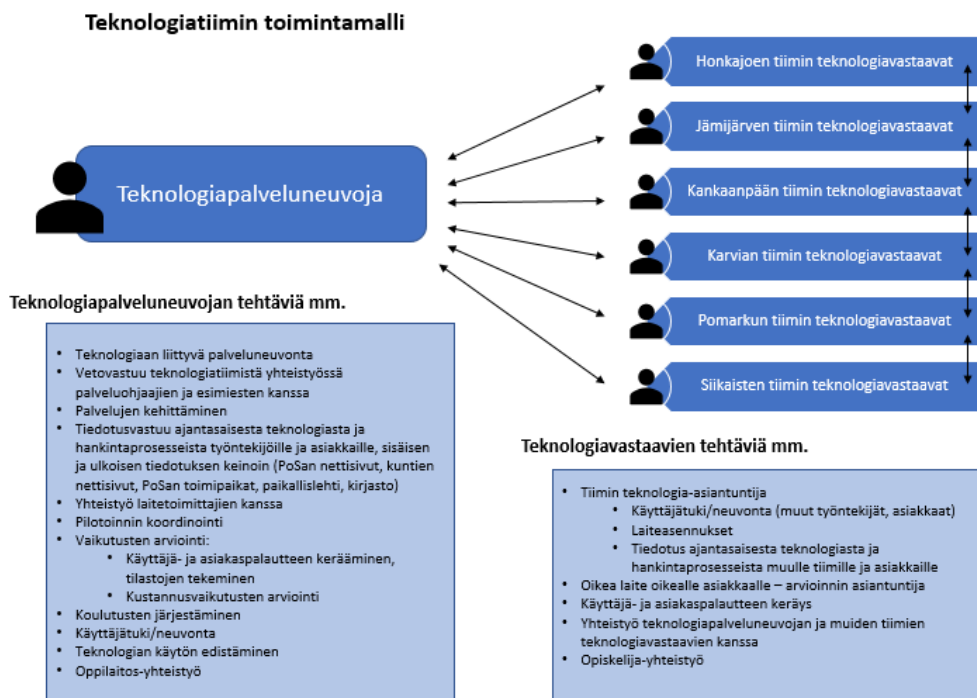 Teknologiatiimin toimintamalli
Teknologiapalveluneuvoja
Honkajoen tiimin teknologiavastaavat
Jämijärven tiimin teknologiavastaavat
Kankaanpään tiimin teknologiavastaavat
Karvian tiimin teknologiavastaavat
Pomarkun tiimin teknologiavastaavat
Siikaisten tiimin teknologiavastaavat
Teknologiapalveluneuvojan tehtäviä mm.
• Teknologiaan liittyvä palveluneuvonta
• Vetovastuu teknologiatiimistä yhteistyössä
palveluohjaajien ja esimiesten kanssa
• Palvelujen kehittäminen
• Tiedotusvastuu ajantasaisesta teknologiasta ja
hankintaprosesseista työntekijöille ja asiakkaille, sisäisen
ja ulkoisen tiedotuksen keinoin (PoSan nettisivut, kuntien
nettisivut, PoSan toimipaikat, paikallislehti, kirjasto)
• Yhteistyö laitetoimittajien kanssa
• Pilotoinnin koordinointi
• Vaikutusten arviointi:
• Käyttäjä- ja asiakaspalautteen kerääminen,
tilastojen tekeminen
• Kustannusvaikutusten arviointi
• Koulutusten järjestäminen
• Käyttäjätuki/neuvonta
• Teknologian käytön edistäminen
• Oppilaitos-yhteistyö
Teknologiavastaavien tehtäviä mm.
• Tiimin teknologia-asiantuntija
• Käyttäjätuki/neuvonta (muut työntekijät, asiakkaat)
• Laiteasennukset
• Tiedotus ajantasaisesta teknologiasta ja
hankintaprosesseista muulle tiimille ja asiakkaille
• Oikea laite oikealle asiakkaalle – arvioinnin asiantuntija
• Käyttäjä- ja asiakaspalautteen keräys
• Yhteistyö teknologiapalveluneuvojan ja muiden tiimien
teknologiavastaavien kanssa
• Opiskelija-yhteistyö